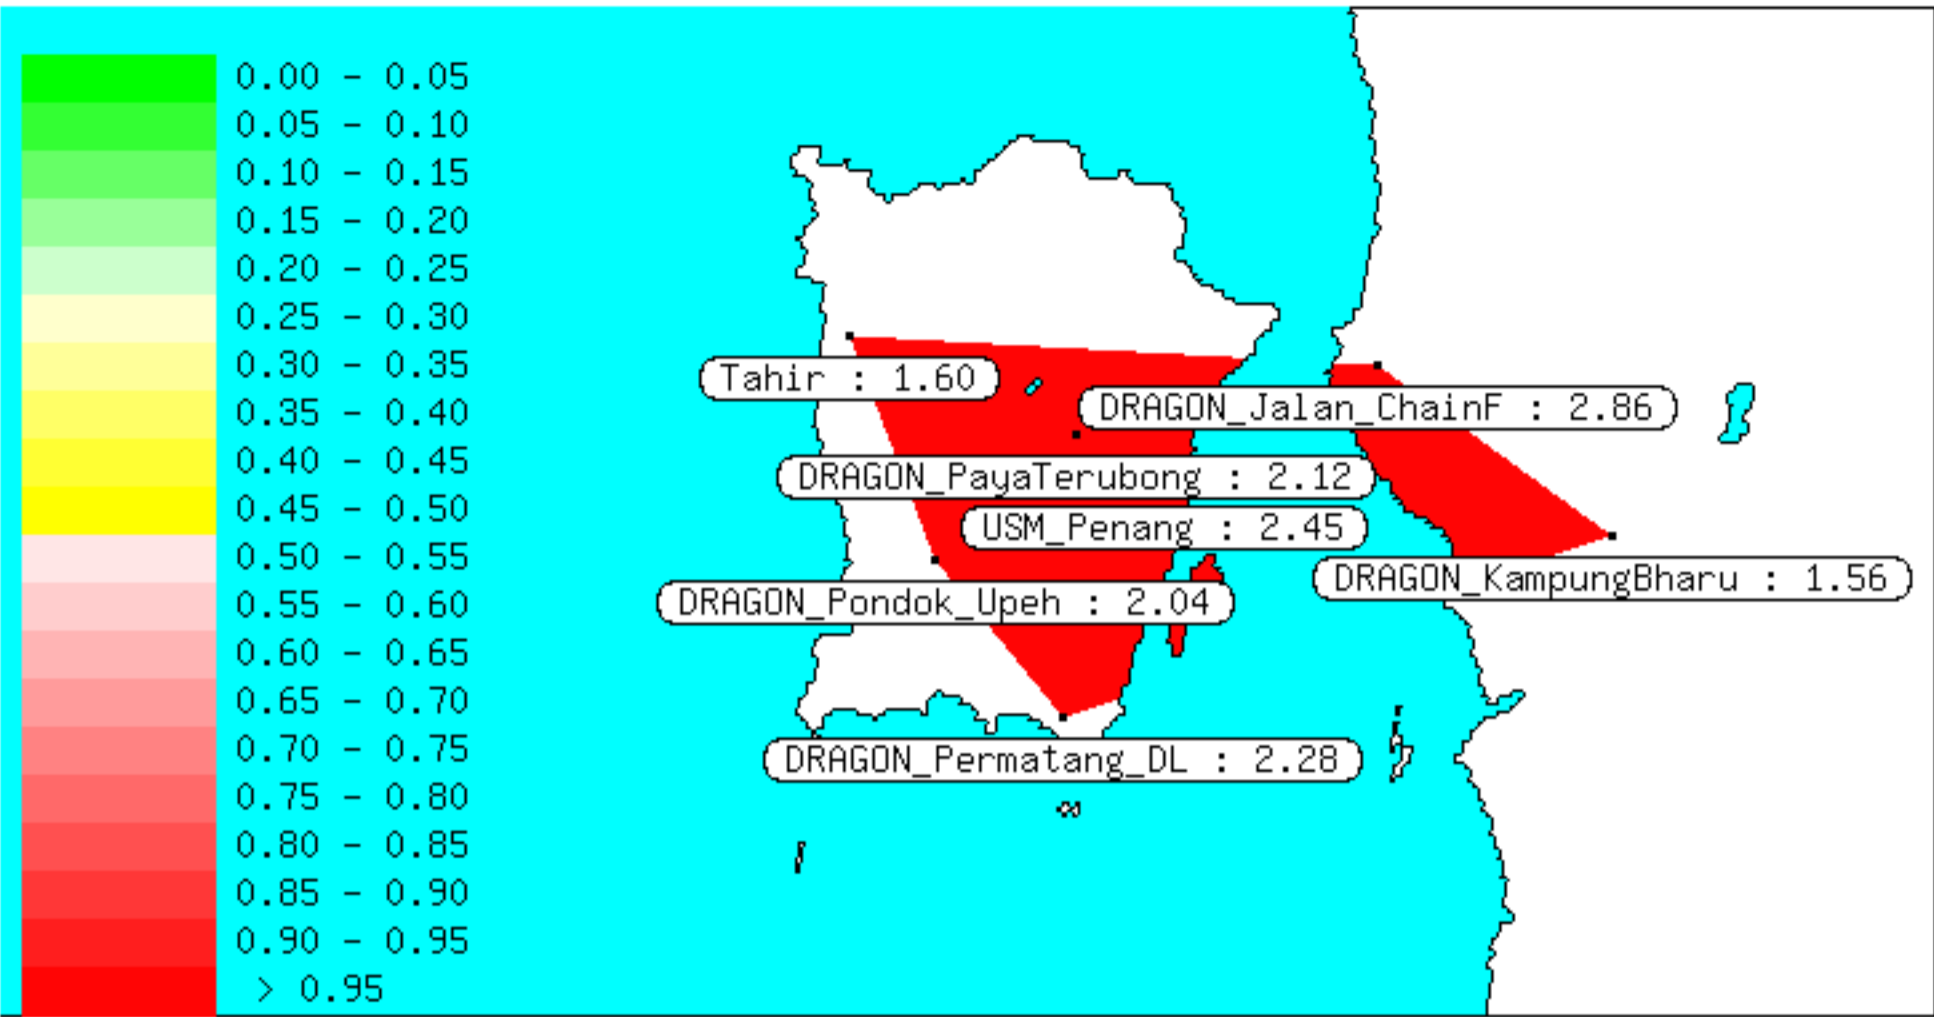 0.00 - 0.05
0.05 - 0.10
0.10 - 0.15
0.15 - 0.20
0.20 - 0.25
0.25 - 0.30
0.30 - 0.35
0.35 - 0.40
0.40 - 0.45
0.45 - 0.50
0.50 - 0.55
0.55 - 0.60
0.60 - 0.65
0.65 - 0.70
0.70 - 0.75
0.75 - 0.80
0.80 - 0.85
0.85 - 0.90
0.90 - 0.95
> 0.95
Tahir : 1.60
DRAGON_Jalan_ChainF : 2.86
DRAGON_PayaTerubong : 2.12
USM_Penang : 2.45
DRAGON_KampungBharu : 1.56
DRAGON_Pondok_Upeh : 2.04
DRAGON_Permatang_DL : 2.28